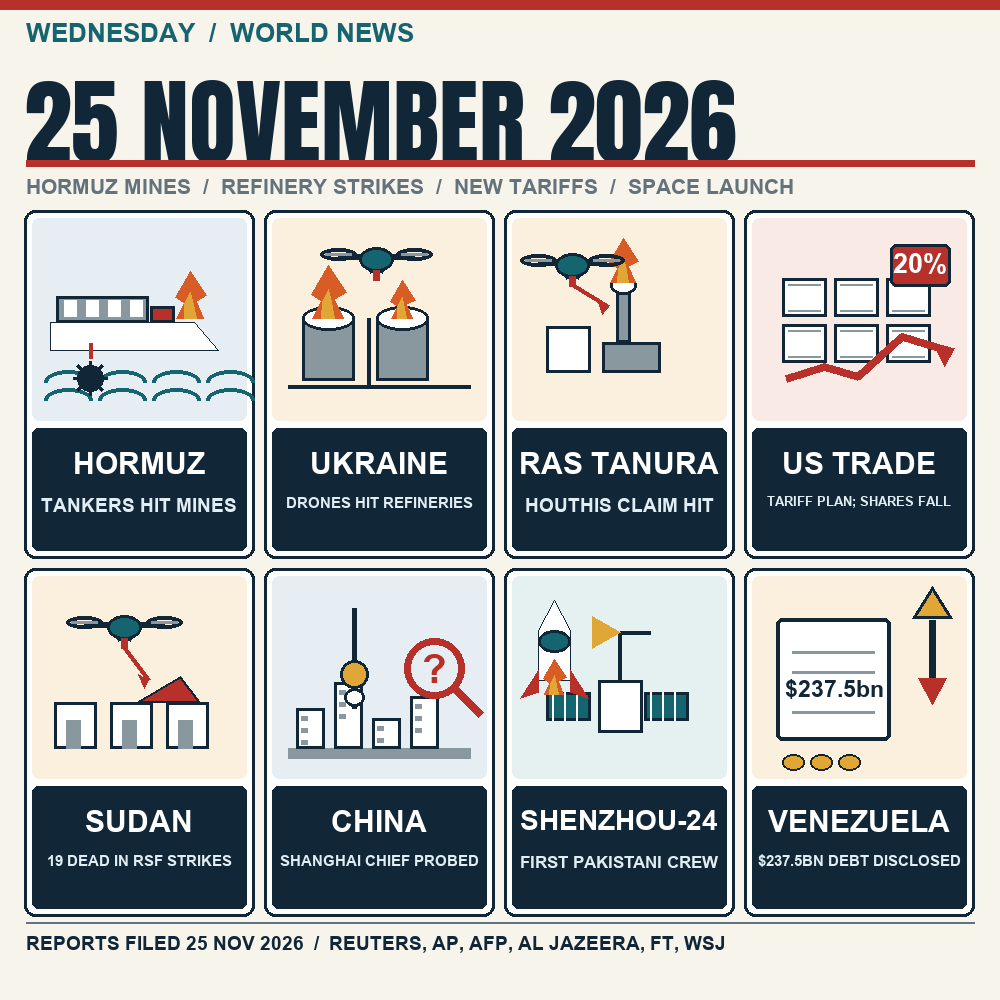 WEDNESDAY / WORLD NEWS
25 NOVEMBER 2026
HORMUZ MINES / REFINERY STRIKES / NEW TARIFFS / SPACE LAUNCH
20%
HORMUZ
TANKERS HIT MINES
UKRAINE
DRONES HIT REFINERIES
RAS TANURA
HOUTHIS CLAIM HIT
US TRADE
TARIFF PLAN; SHARES FALL
?
$237.5bn
SUDAN
19 DEAD IN RSF STRIKES
CHINA
SHANGHAI CHIEF PROBED
SHENZHOU-24
FIRST PAKISTANI CREW
VENEZUELA
$237.5BN DEBT DISCLOSED
REPORTS FILED 25 NOV 2026 / REUTERS, AP, AFP, AL JAZEERA, FT, WSJ